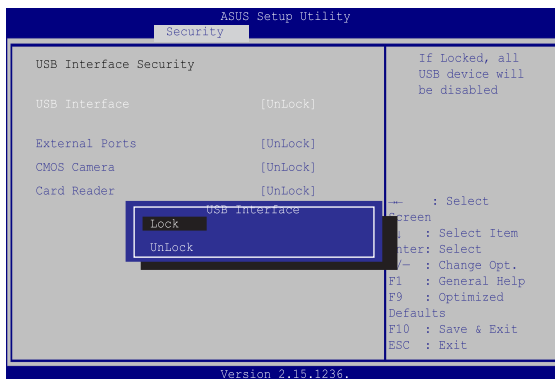 ASUS Setup Utility
Security
USB Interface Security
USB Interface [UnLock]
External Ports [UnLock]
CMOS Camera [UnLock]
Card Reader [UnLock]
USB Interface
Lock
UnLock
If Locked, all
USB device will
be disabled
→← : Select
Screen
: Select Item
: Select
/— : Change Opt.
F1 : General Help
F9 : Optimized
Defaults
F10 : Save & Exit
ESC : Exit
Version 2.15.1236.